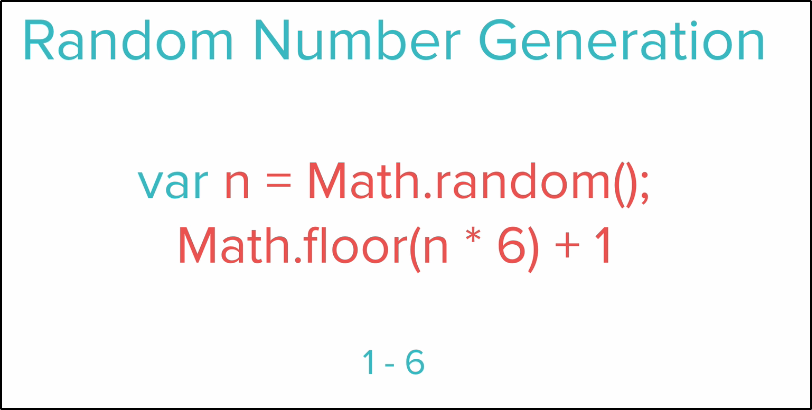 Random Number Generation
var n = Math.random();
Math.floor(n * 6) + 1
1 - 6